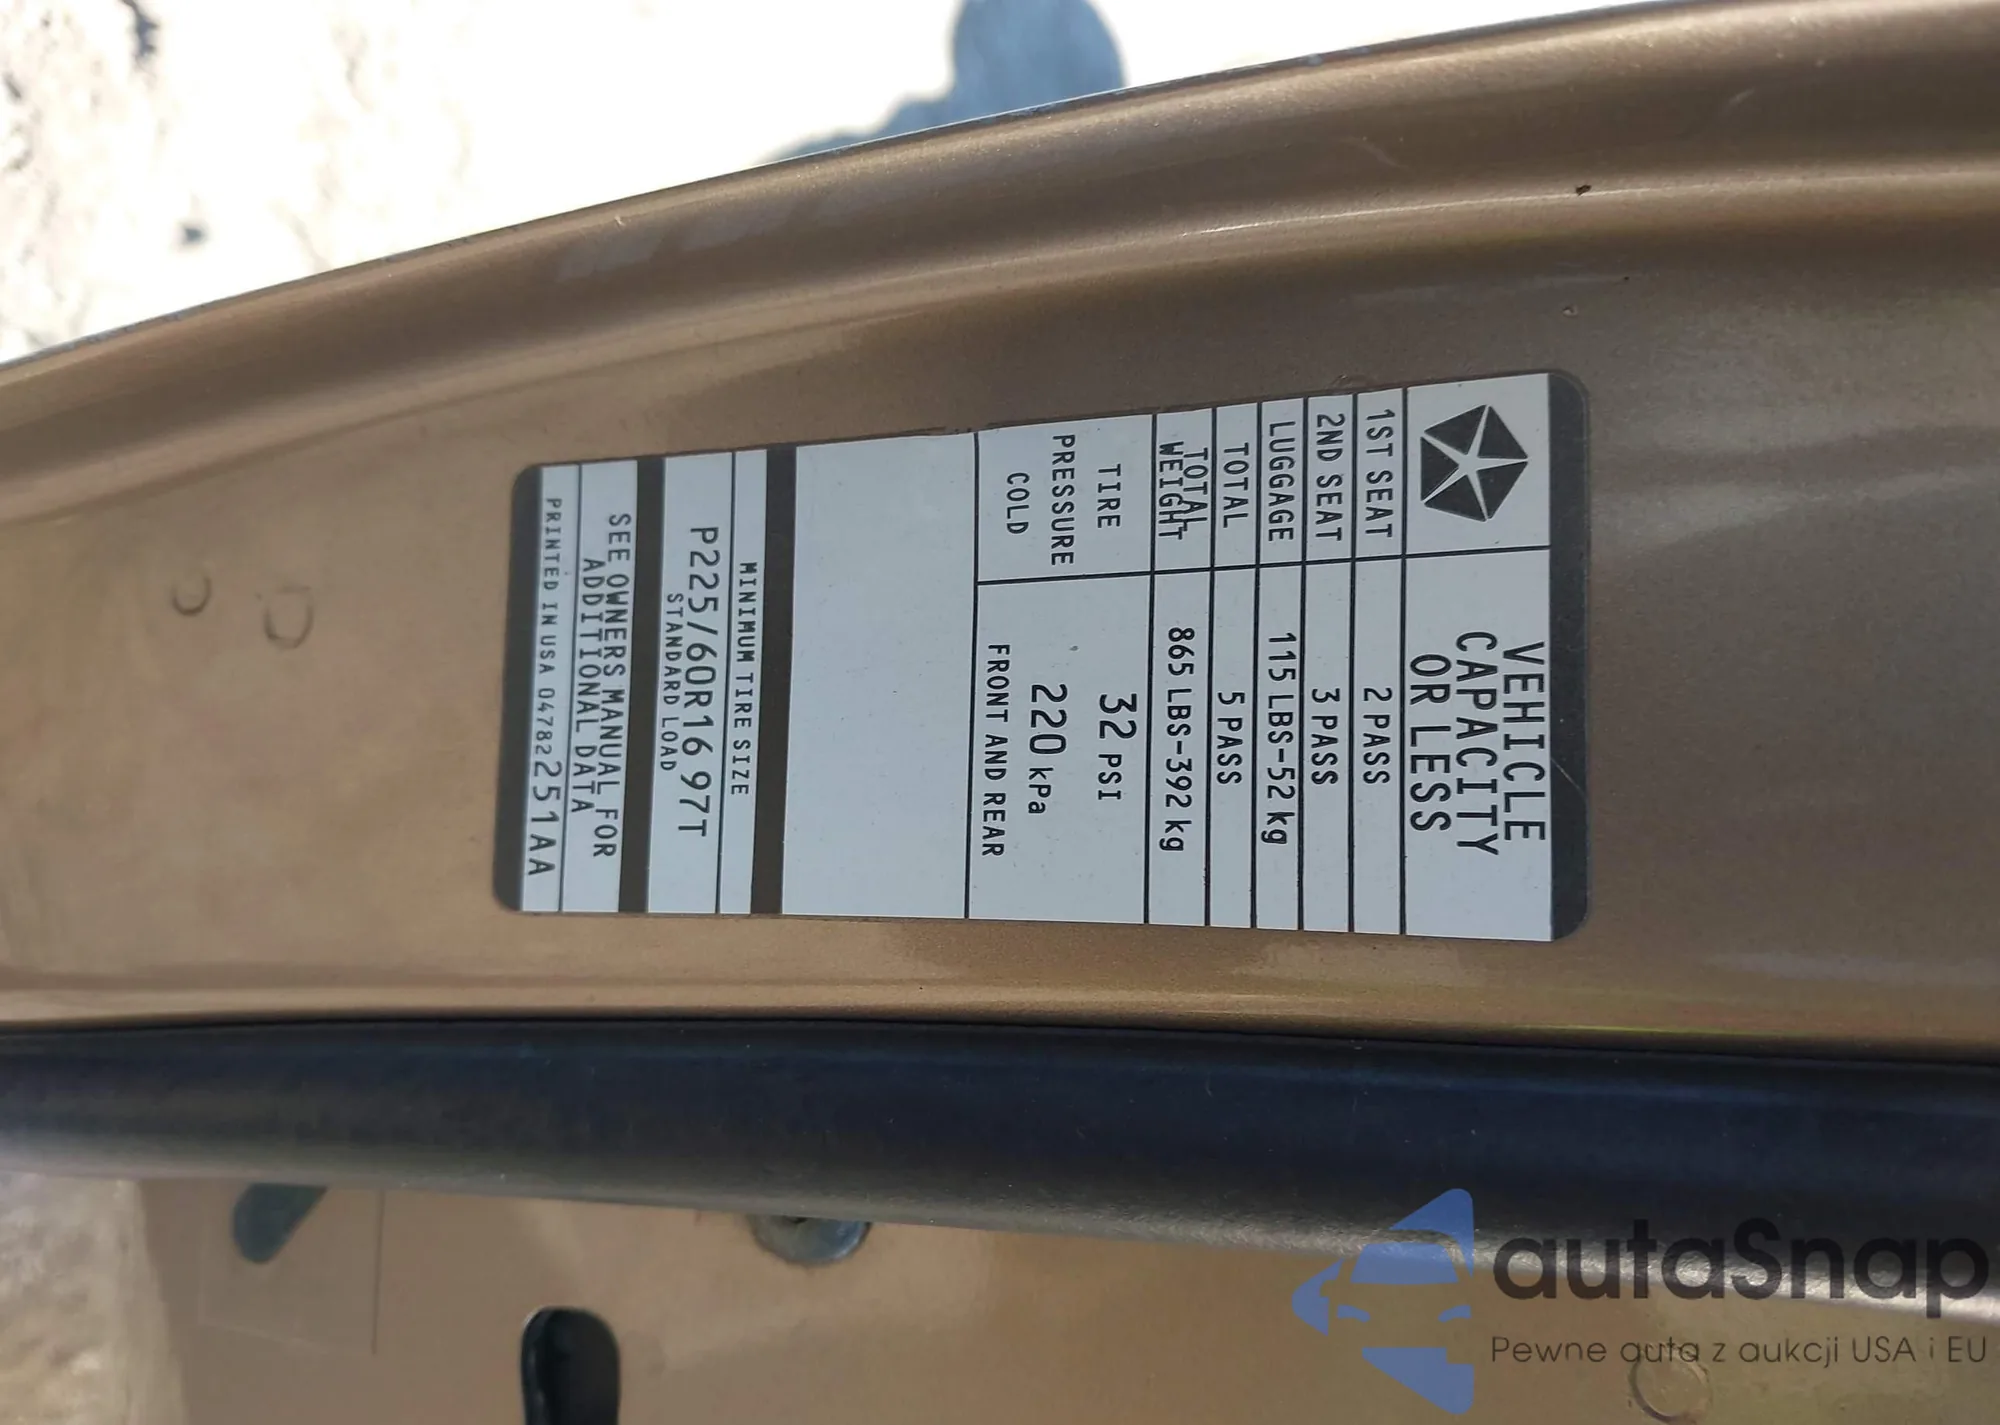 VEHICLE
CAPACITY
OR LESS
1ST SEAT 2 PASS
2ND SEAT 3 PASS
LUGGAGE 115 LBS-52 kg
TOTAL 5 PASS
TOTAL WEIGHT 865 LBS-392 kg
TIRE PRESSURE COLD
32 PSI
220 kPa
FRONT AND REAR
MINIMUM TIRE SIZE
P225/60R16 97T
STANDARD LOAD
SEE OWNERS MANUAL FOR
ADDITIONAL DATA
PRINTED IN USA 04782251AA
autaSnap
Pewne auta z aukcji USA i EU